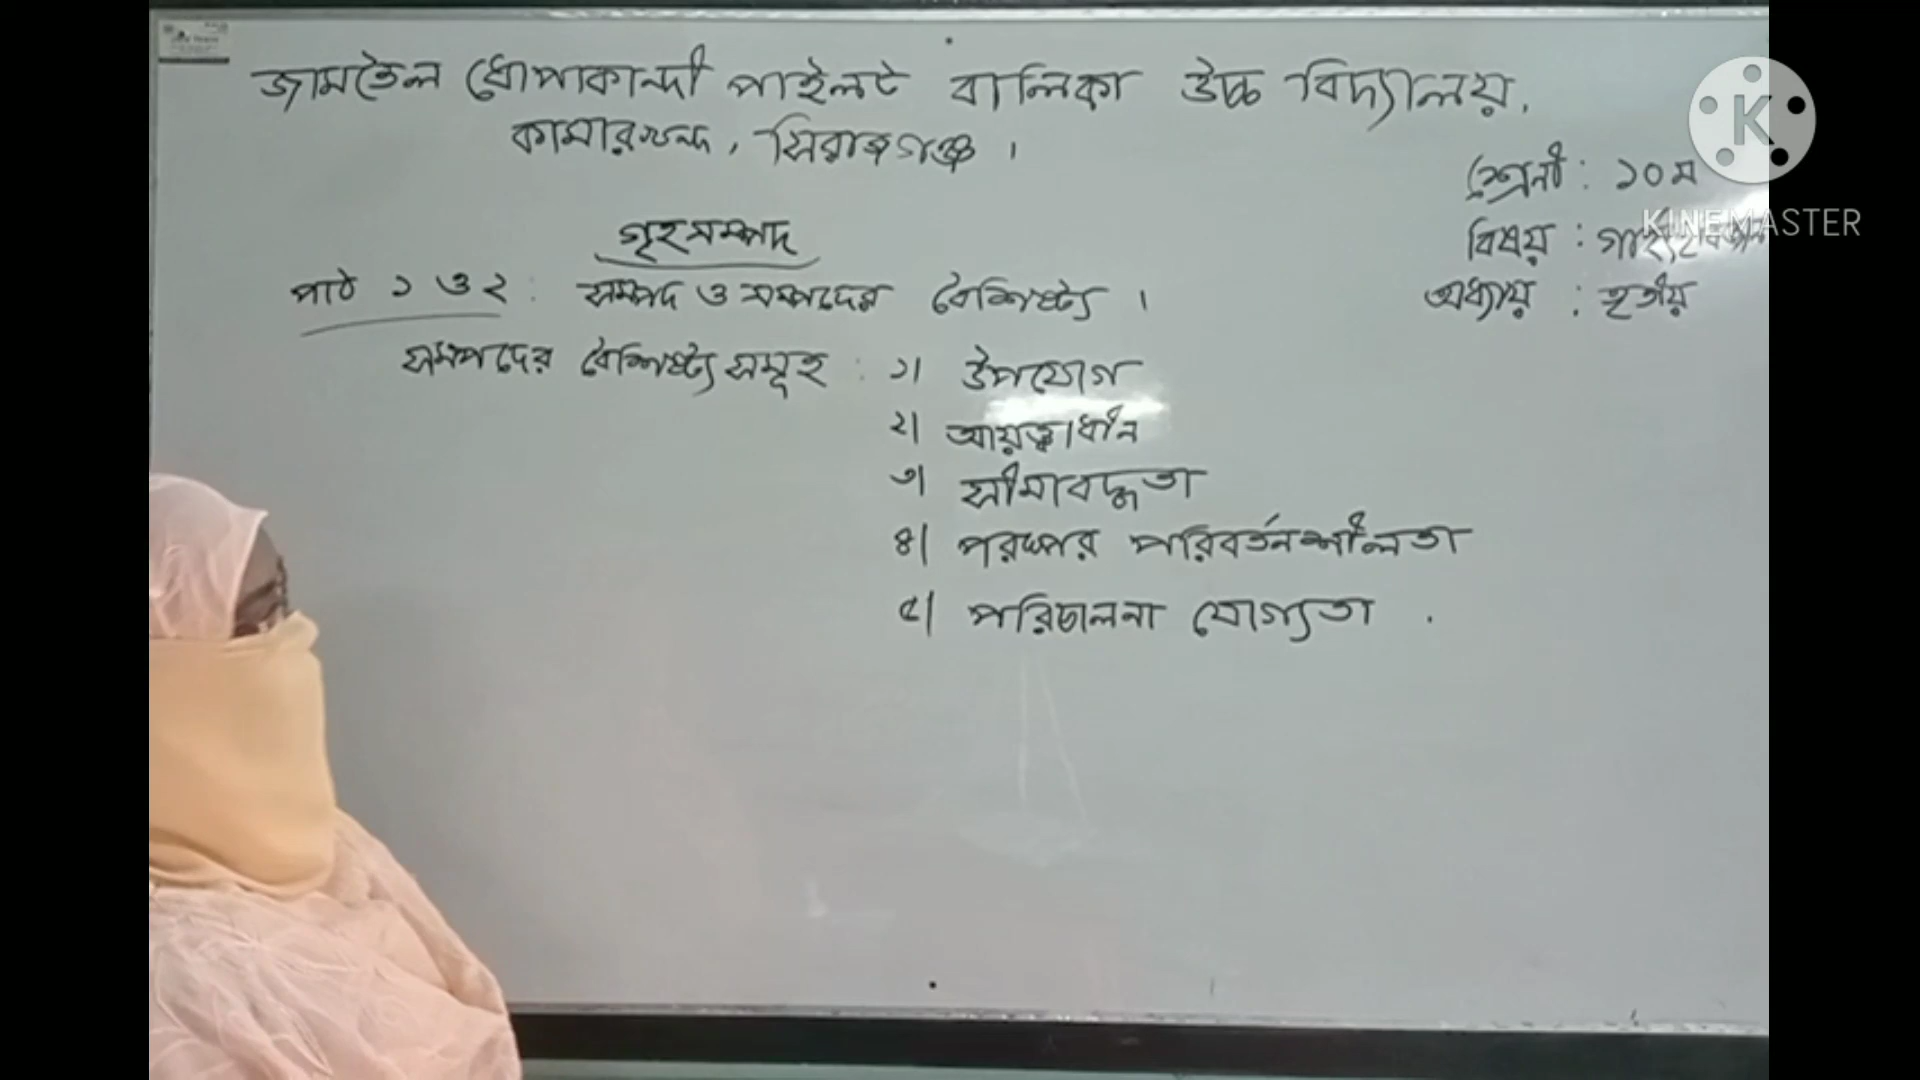 জামতৈল ধোপাকান্দী পাইলট বালিকা উচ্চ বিদ্যালয়,
কামারখন্দ, সিরাজগঞ্জ।
শ্রেনী : ১০ম
বিষয় : গার্হস্থ্য
অধ্যায় : তৃতীয়
গৃহসম্পদ
পাঠ ১ ও ২ : সম্পদ ও সম্পদের বৈশিষ্ট্য।
সম্পদের বৈশিষ্ট্য সমূহ : ১। উপযোগ
২। আয়ত্ত্বাধীন
৩। সীমাবদ্ধতা
৪। পরস্পর পরিবর্তনশীলতা
৫। পরিচালনা যোগ্যতা.
KINEMASTER
K